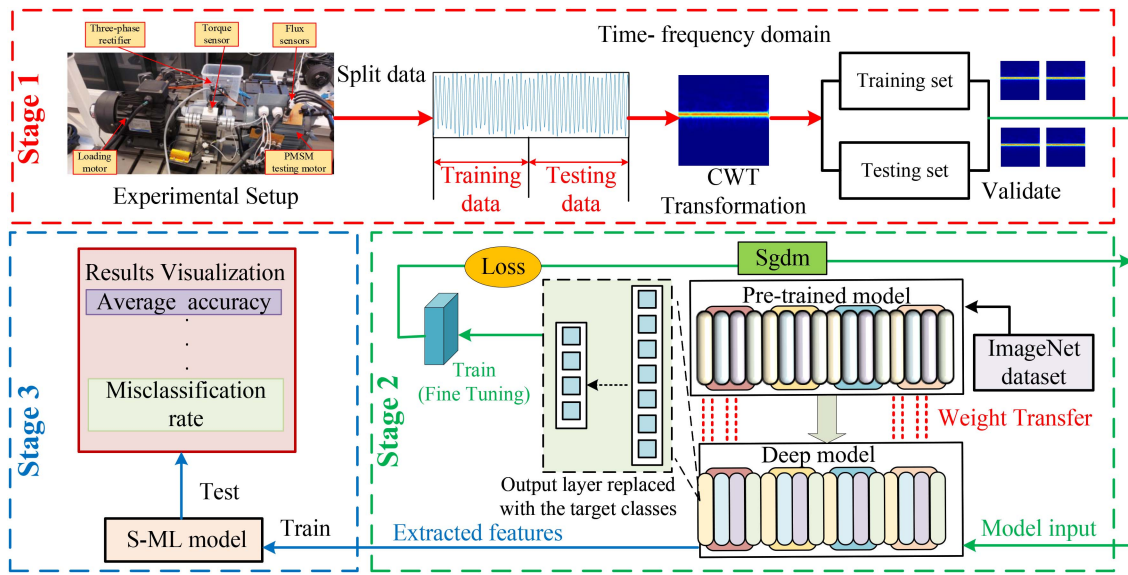 Stage 1
Three-phase
rectifier
Torque
sensor
Flux
sensors
Loading
motor
PMSM
testing motor
Experimental Setup
Split data
Training
data
Testing
data
Time- frequency domain
CWT
Transformation
Training set
Testing set
Validate
Stage 2
Loss
Sgdm
Train
(Fine Tuning)
Output layer replaced
with the target classes
Pre-trained model
ImageNet
dataset
Weight Transfer
Deep model
Model input
Extracted features
Stage 3
Results Visualization
Average accuracy
.
.
.
Misclassification
rate
Test
S-ML model
Train